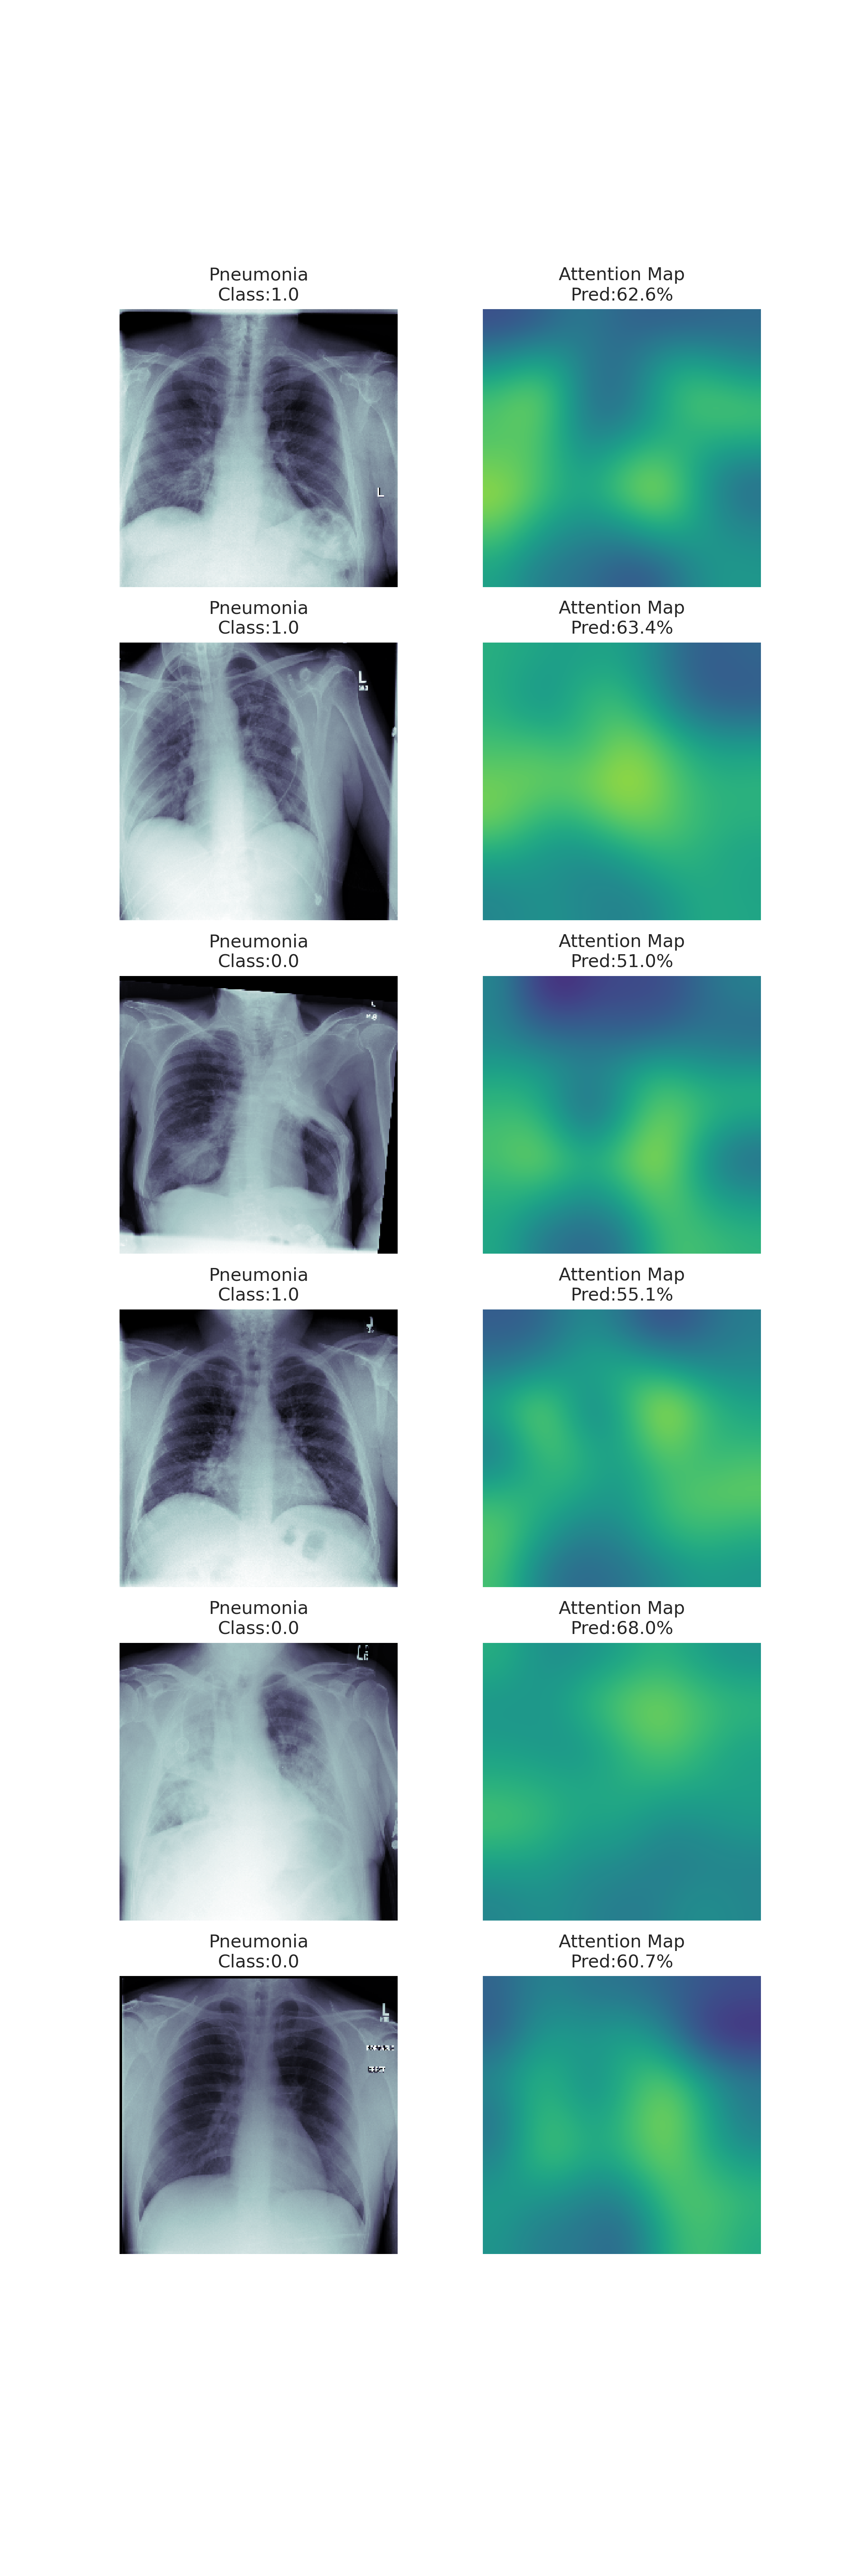 Pneumonia
Class:1.0
Attention Map
Pred:62.6%
L
Pneumonia
Class:1.0
Attention Map
Pred:63.4%
L
Pneumonia
Class:0.0
Attention Map
Pred:51.0%
Pneumonia
Class:1.0
Attention Map
Pred:55.1%
Pneumonia
Class:0.0
Attention Map
Pred:68.0%
Pneumonia
Class:0.0
Attention Map
Pred:60.7%
L